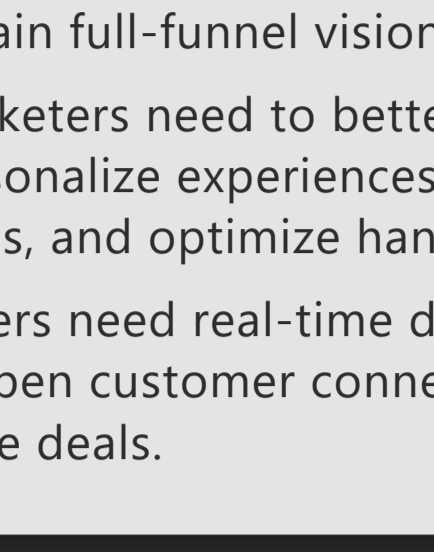 ain full-funnel vision
keters need to bette
sonalize experiences
s, and optimize han
ers need real-time d
pen customer conne
e deals.